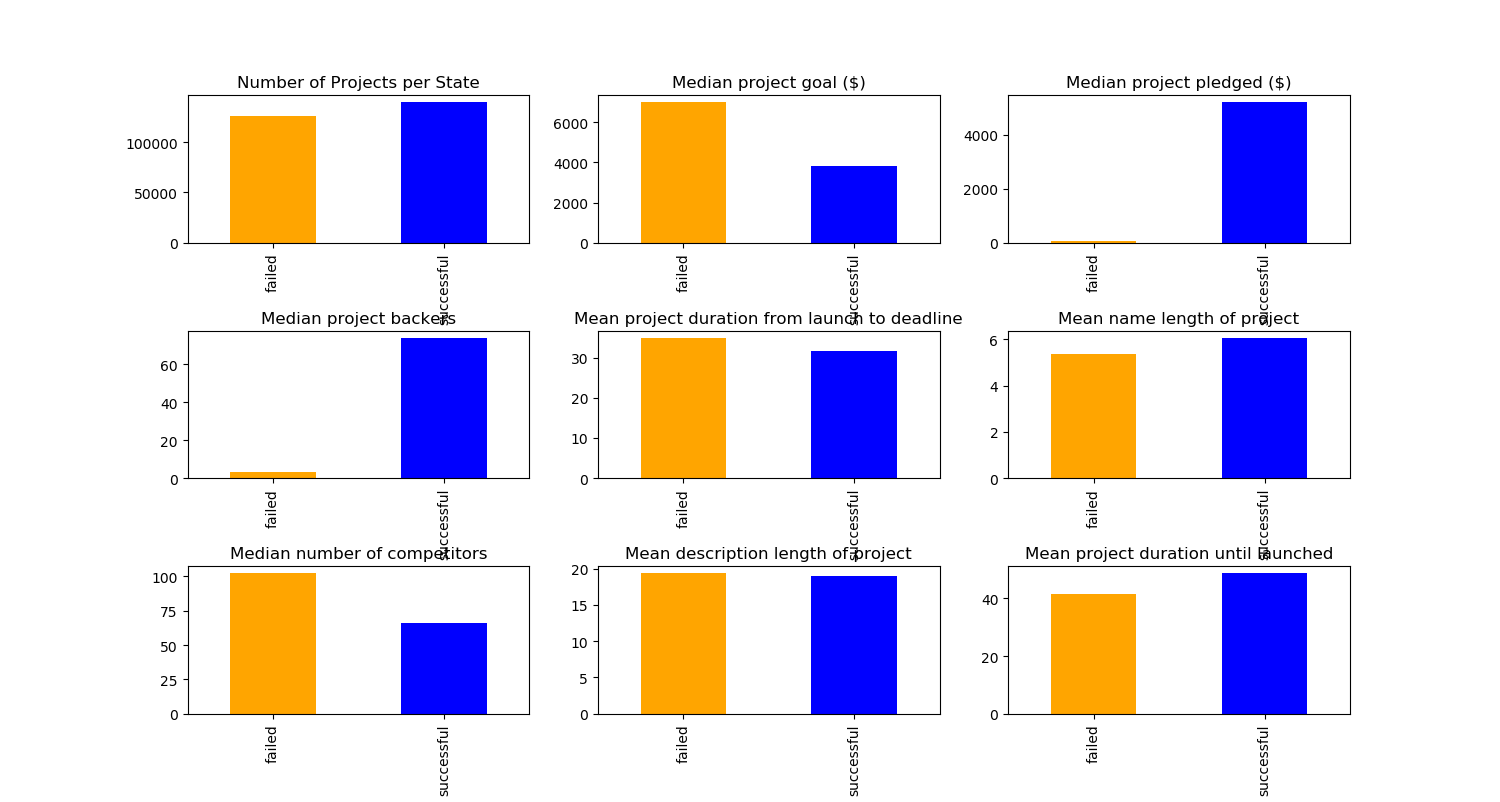 Number of Projects per State
100000
50000
0
failed
successful
Median project goal ($)
6000
4000
2000
0
failed
successful
Median project pledged ($)
4000
2000
0
failed
successful
Median project backers
60
40
20
0
failed
successful
Mean project duration from launch to deadline
30
20
10
0
failed
successful
Mean name length of project
6
4
2
0
failed
successful
Median number of competitors
100
75
50
25
0
failed
successful
Mean description length of project
20
15
10
5
0
failed
successful
Mean project duration until launched
40
20
0
failed
successful